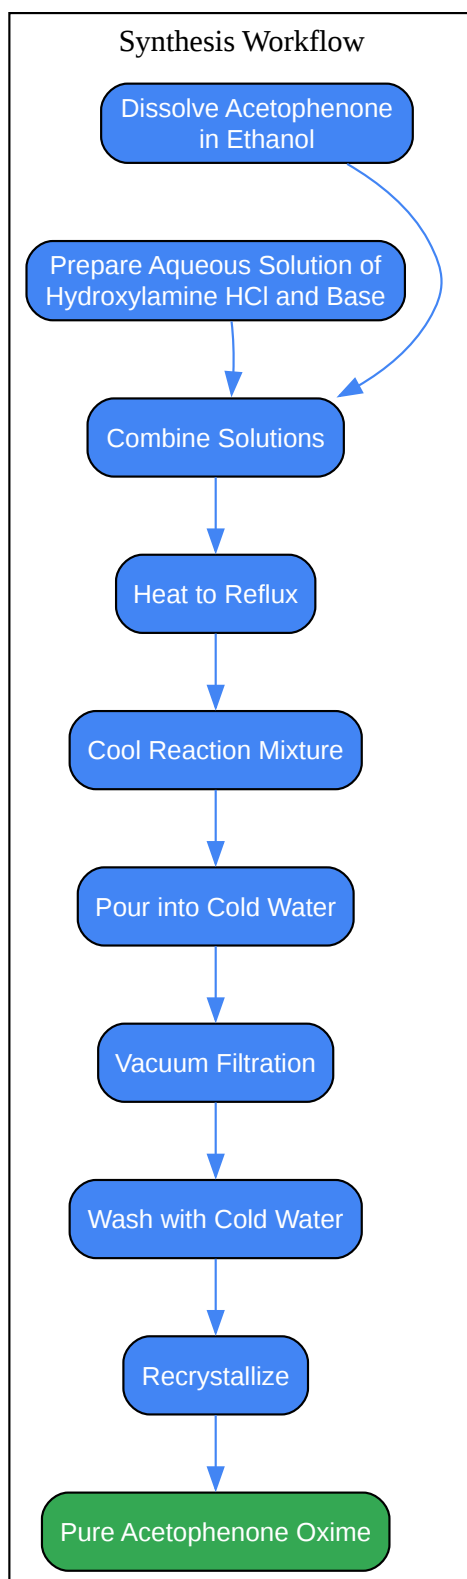 Synthesis Workflow
Dissolve Acetophenone
in Ethanol
Prepare Aqueous Solution of
Hydroxylamine HCl and Base
Combine Solutions
Heat to Reflux
Cool Reaction Mixture
Pour into Cold Water
Vacuum Filtration
Wash with Cold Water
Recrystallize
Pure Acetophenone Oxime